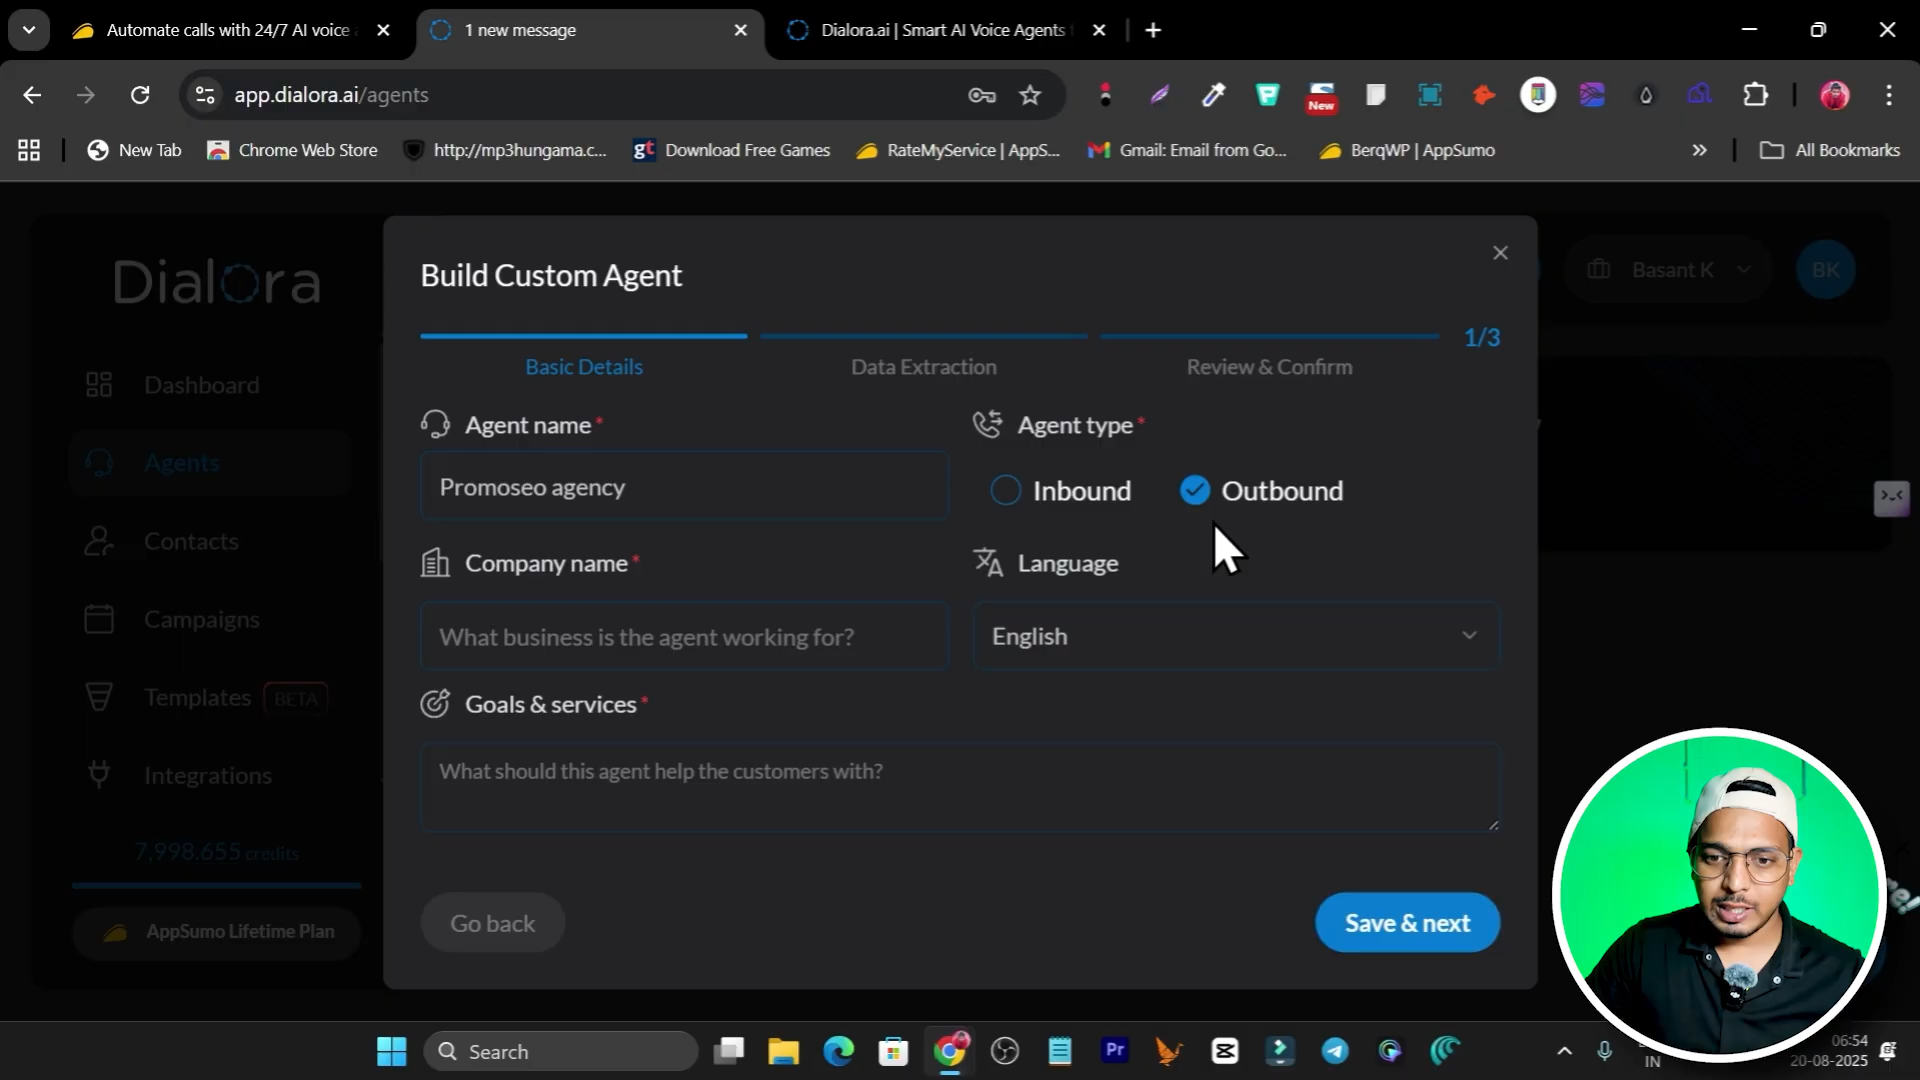 Automate calls with 24/7 AI voice
1 new message
Dialora.ai | Smart AI Voice Agents
app.dialora.ai/agents
New
New Tab
Chrome Web Store
http://mp3hungama.c...
gt
Download Free Games
RateMyService | AppS...
Gmail: Email from Go...
BerqWP | AppSumo
All Bookmarks
Dialora
Build Custom Agent
Basant K
BK
1/3
Basic Details
Data Extraction
Review & Confirm
Dashboard
Agents
Contacts
Campaigns
Templates BETA
Integrations
7,998.655 credits
AppSumo Lifetime Plan
Agent name*
Agent type*
Promoseo agency
Inbound
Outbound
Company name*
Language
What business is the agent working for?
English
Goals & services*
What should this agent help the customers with?
Go back
Save & next
Search
Pr
IN
06:54
20-08-2025